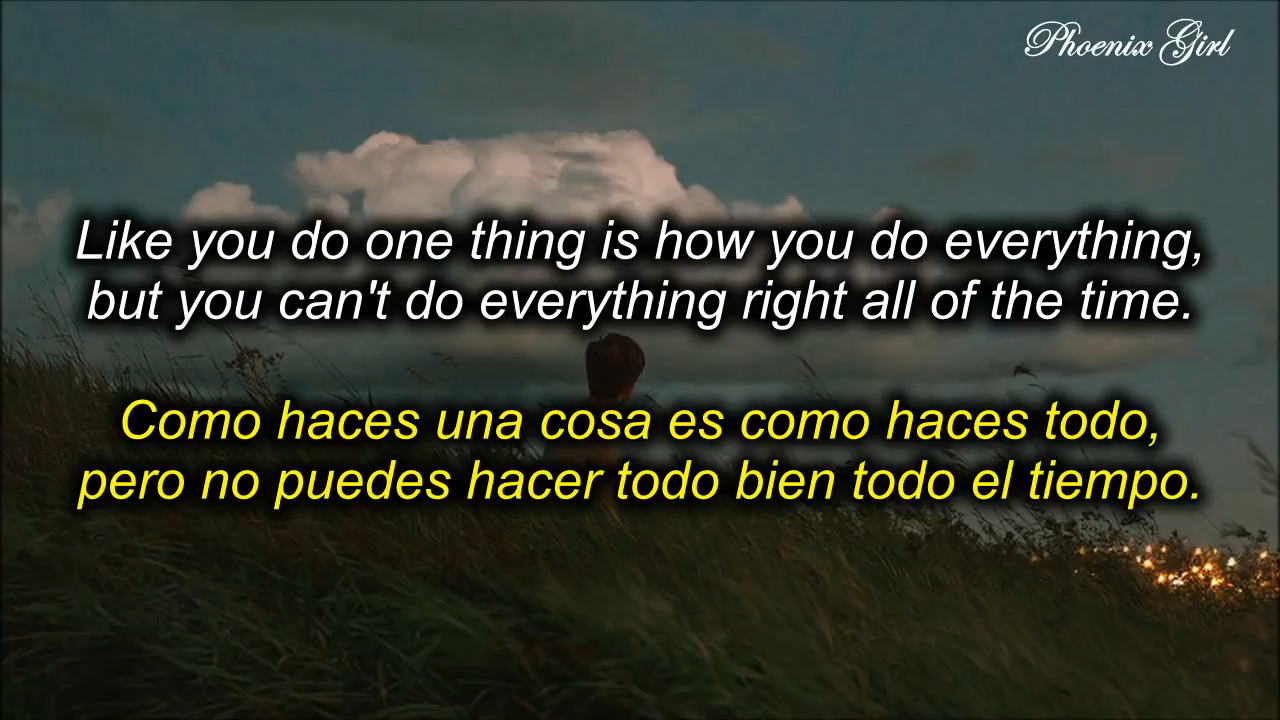 Phoenix Girl
Like you do one thing is how you do everything,
but you can't do everything right all of the time.
Como haces una cosa es como haces todo,
pero no puedes hacer todo bien todo el tiempo.